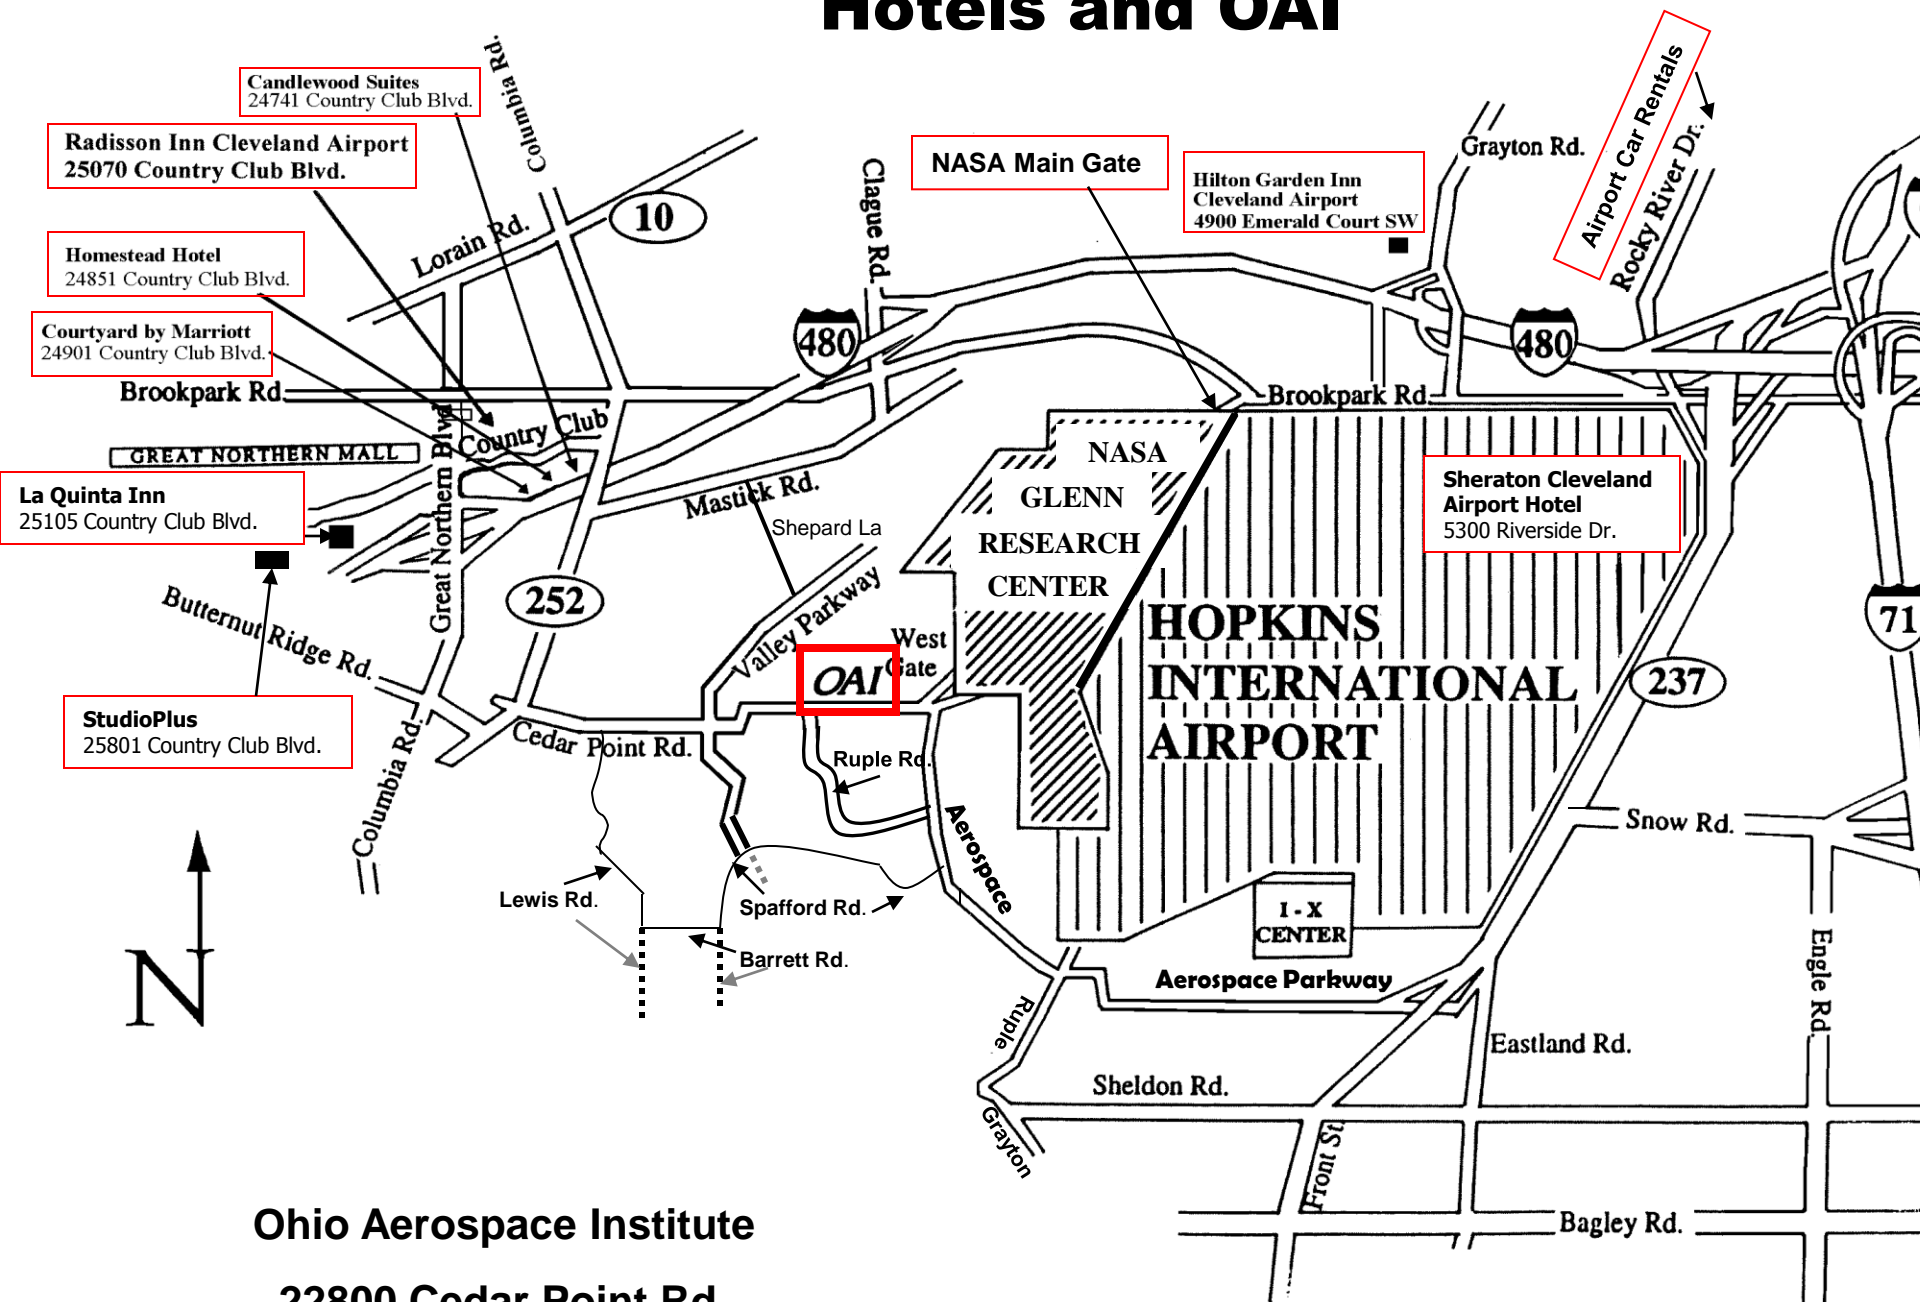 Hotels and OAI
Candlewood Suites
24741 Country Club Blvd.
Columbia Rd.
Radisson Inn Cleveland Airport
25070 Country Club Blvd.
Homestead Hotel
24851 Country Club Blvd.
Courtyard by Marriott
24901 Country Club Blvd.
Lorain Rd.
10
Clague Rd.
NASA Main Gate
Hilton Garden Inn
Cleveland Airport
4900 Emerald Court SW
Grayton Rd.
Airport Car Rentals
Rocky River Dr.
480
480
Brookpark Rd.
Brookpark Rd.
Country Club
GREAT NORTHERN MALL
Great Northern Blvd.
La Quinta Inn
25105 Country Club Blvd.
Mastick Rd.
Shepard La
NASA
GLENN
RESEARCH
CENTER
Sheraton Cleveland
Airport Hotel
5300 Riverside Dr.
252
Butternut Ridge Rd.
Valley Parkway
West
Gate
OAI
HOPKINS
INTERNATIONAL
AIRPORT
71
237
StudioPlus
25801 Country Club Blvd.
Cedar Point Rd.
Columbia Rd.
Ruple Rd.
Aerospace
Snow Rd.
Lewis Rd.
Spafford Rd.
Barrett Rd.
I - X
CENTER
Aerospace Parkway
Engle Rd.
N
Ruple
Eastland Rd.
Sheldon Rd.
Grayton
Front St.
Bagley Rd.
Ohio Aerospace Institute
22800 Cedar Point Rd